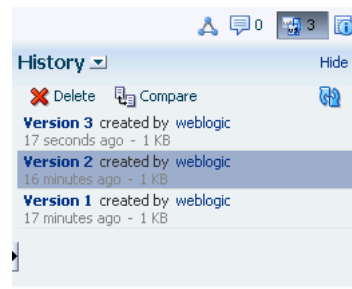 0 3
History Hide
Delete Compare
Version 3 created by weblogic
17 seconds ago - 1 KB
Version 2 created by weblogic
16 minutes ago - 1 KB
Version 1 created by weblogic
17 minutes ago - 1 KB